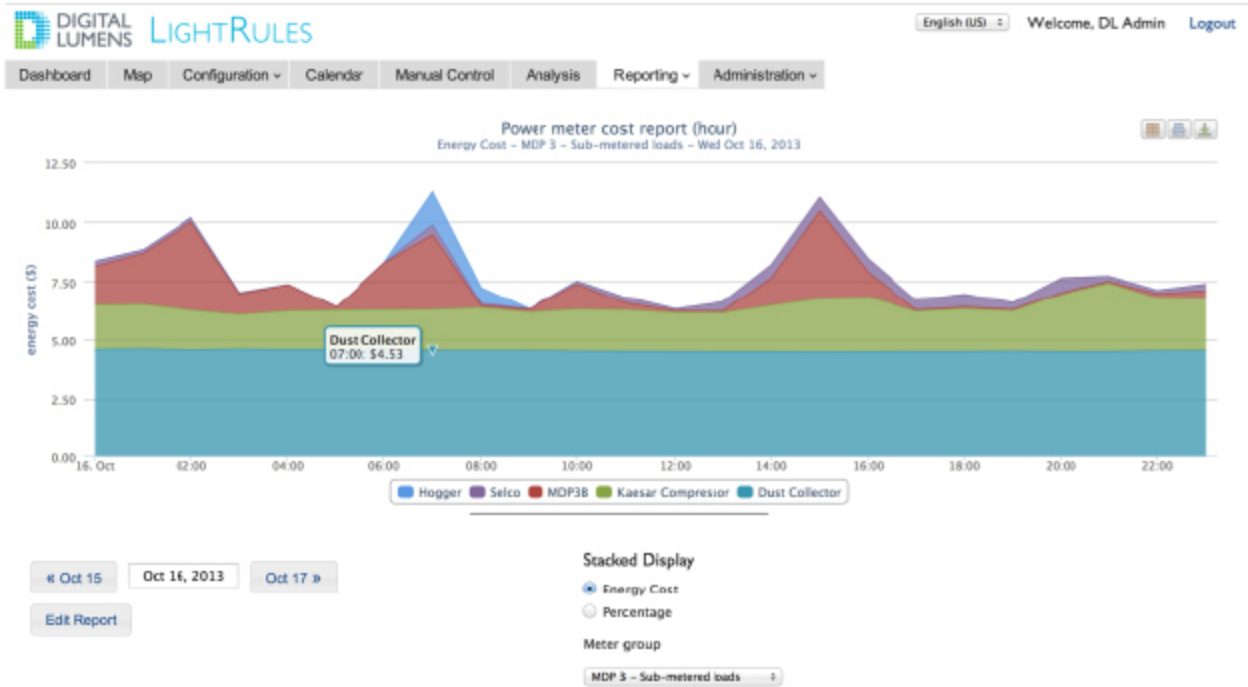 DIGITAL
LUMENS
LIGHTRULES
English (US)
Welcome, DL Admin
Logout
Dashboard
Map
Configuration
Calendar
Manual Control
Analysis
Reporting
Administration
Power meter cost report (hour)
Energy Cost – MDP 3 – Sub-metered loads – Wed Oct 16, 2013
12.50
10.00
7.50
5.00
2.50
0.00
energy cost ($)
Dust Collector
07:00: $4.53
16. Oct
02:00
04:00
06:00
08:00
10:00
12:00
14:00
16:00
18:00
20:00
22:00
Hogger
Selco
MDP3B
Kaesar Compressor
Dust Collector
« Oct 15
Oct 16, 2013
Oct 17 »
Edit Report
Stacked Display
Energy Cost
Percentage
Meter group
MDP 3 – Sub-metered loads